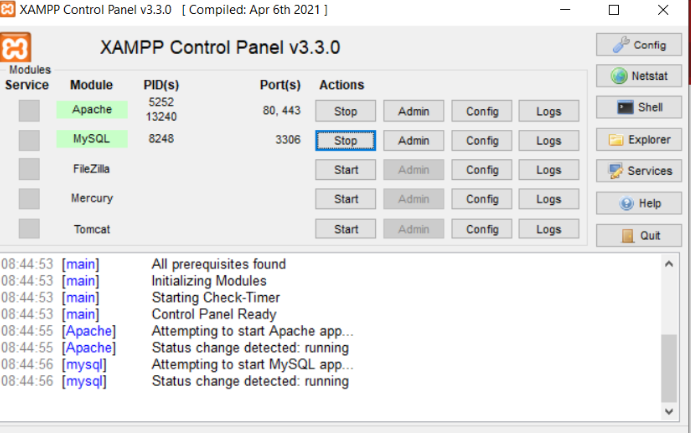 XAMPP Control Panel v3.3.0 [ Compiled: Apr 6th 2021 ]
XAMPP Control Panel v3.3.0
Config
Modules
Service Module PID(s) Port(s) Actions
Netstat
Apache 5252 13240 80, 443 Stop Admin Config Logs
Shell
MySQL 8248 3306 Stop Admin Config Logs
Explorer
FileZilla Start Admin Config Logs
Services
Mercury Start Admin Config Logs
Help
Tomcat Start Admin Config Logs
Quit
08:44:53 [main] All prerequisites found
08:44:53 [main] Initializing Modules
08:44:53 [main] Starting Check-Timer
08:44:53 [main] Control Panel Ready
08:44:55 [Apache] Attempting to start Apache app...
08:44:55 [Apache] Status change detected: running
08:44:56 [mysql] Attempting to start MySQL app...
08:44:56 [mysql] Status change detected: running